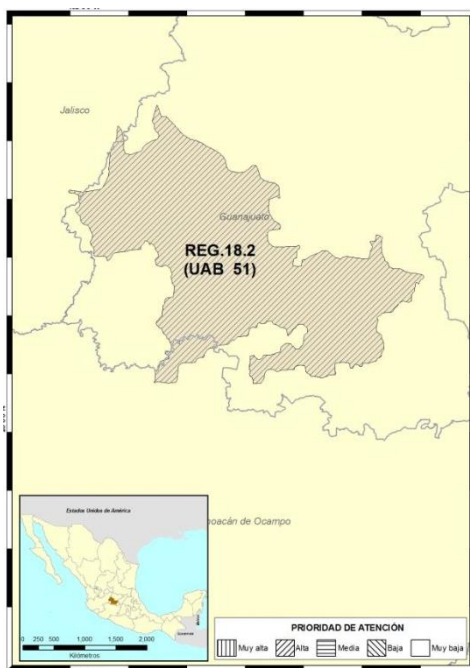 Jalisco
Guanajuato
REG.18.2
(UAB 51)
Estados Unidos de América
hoacán de Ocampo
0 250 500 1,000 1,500 2,000
Kilómetros
PRIORIDAD DE ATENCIÓN
Muy alta Alta Media Baja Muy baja